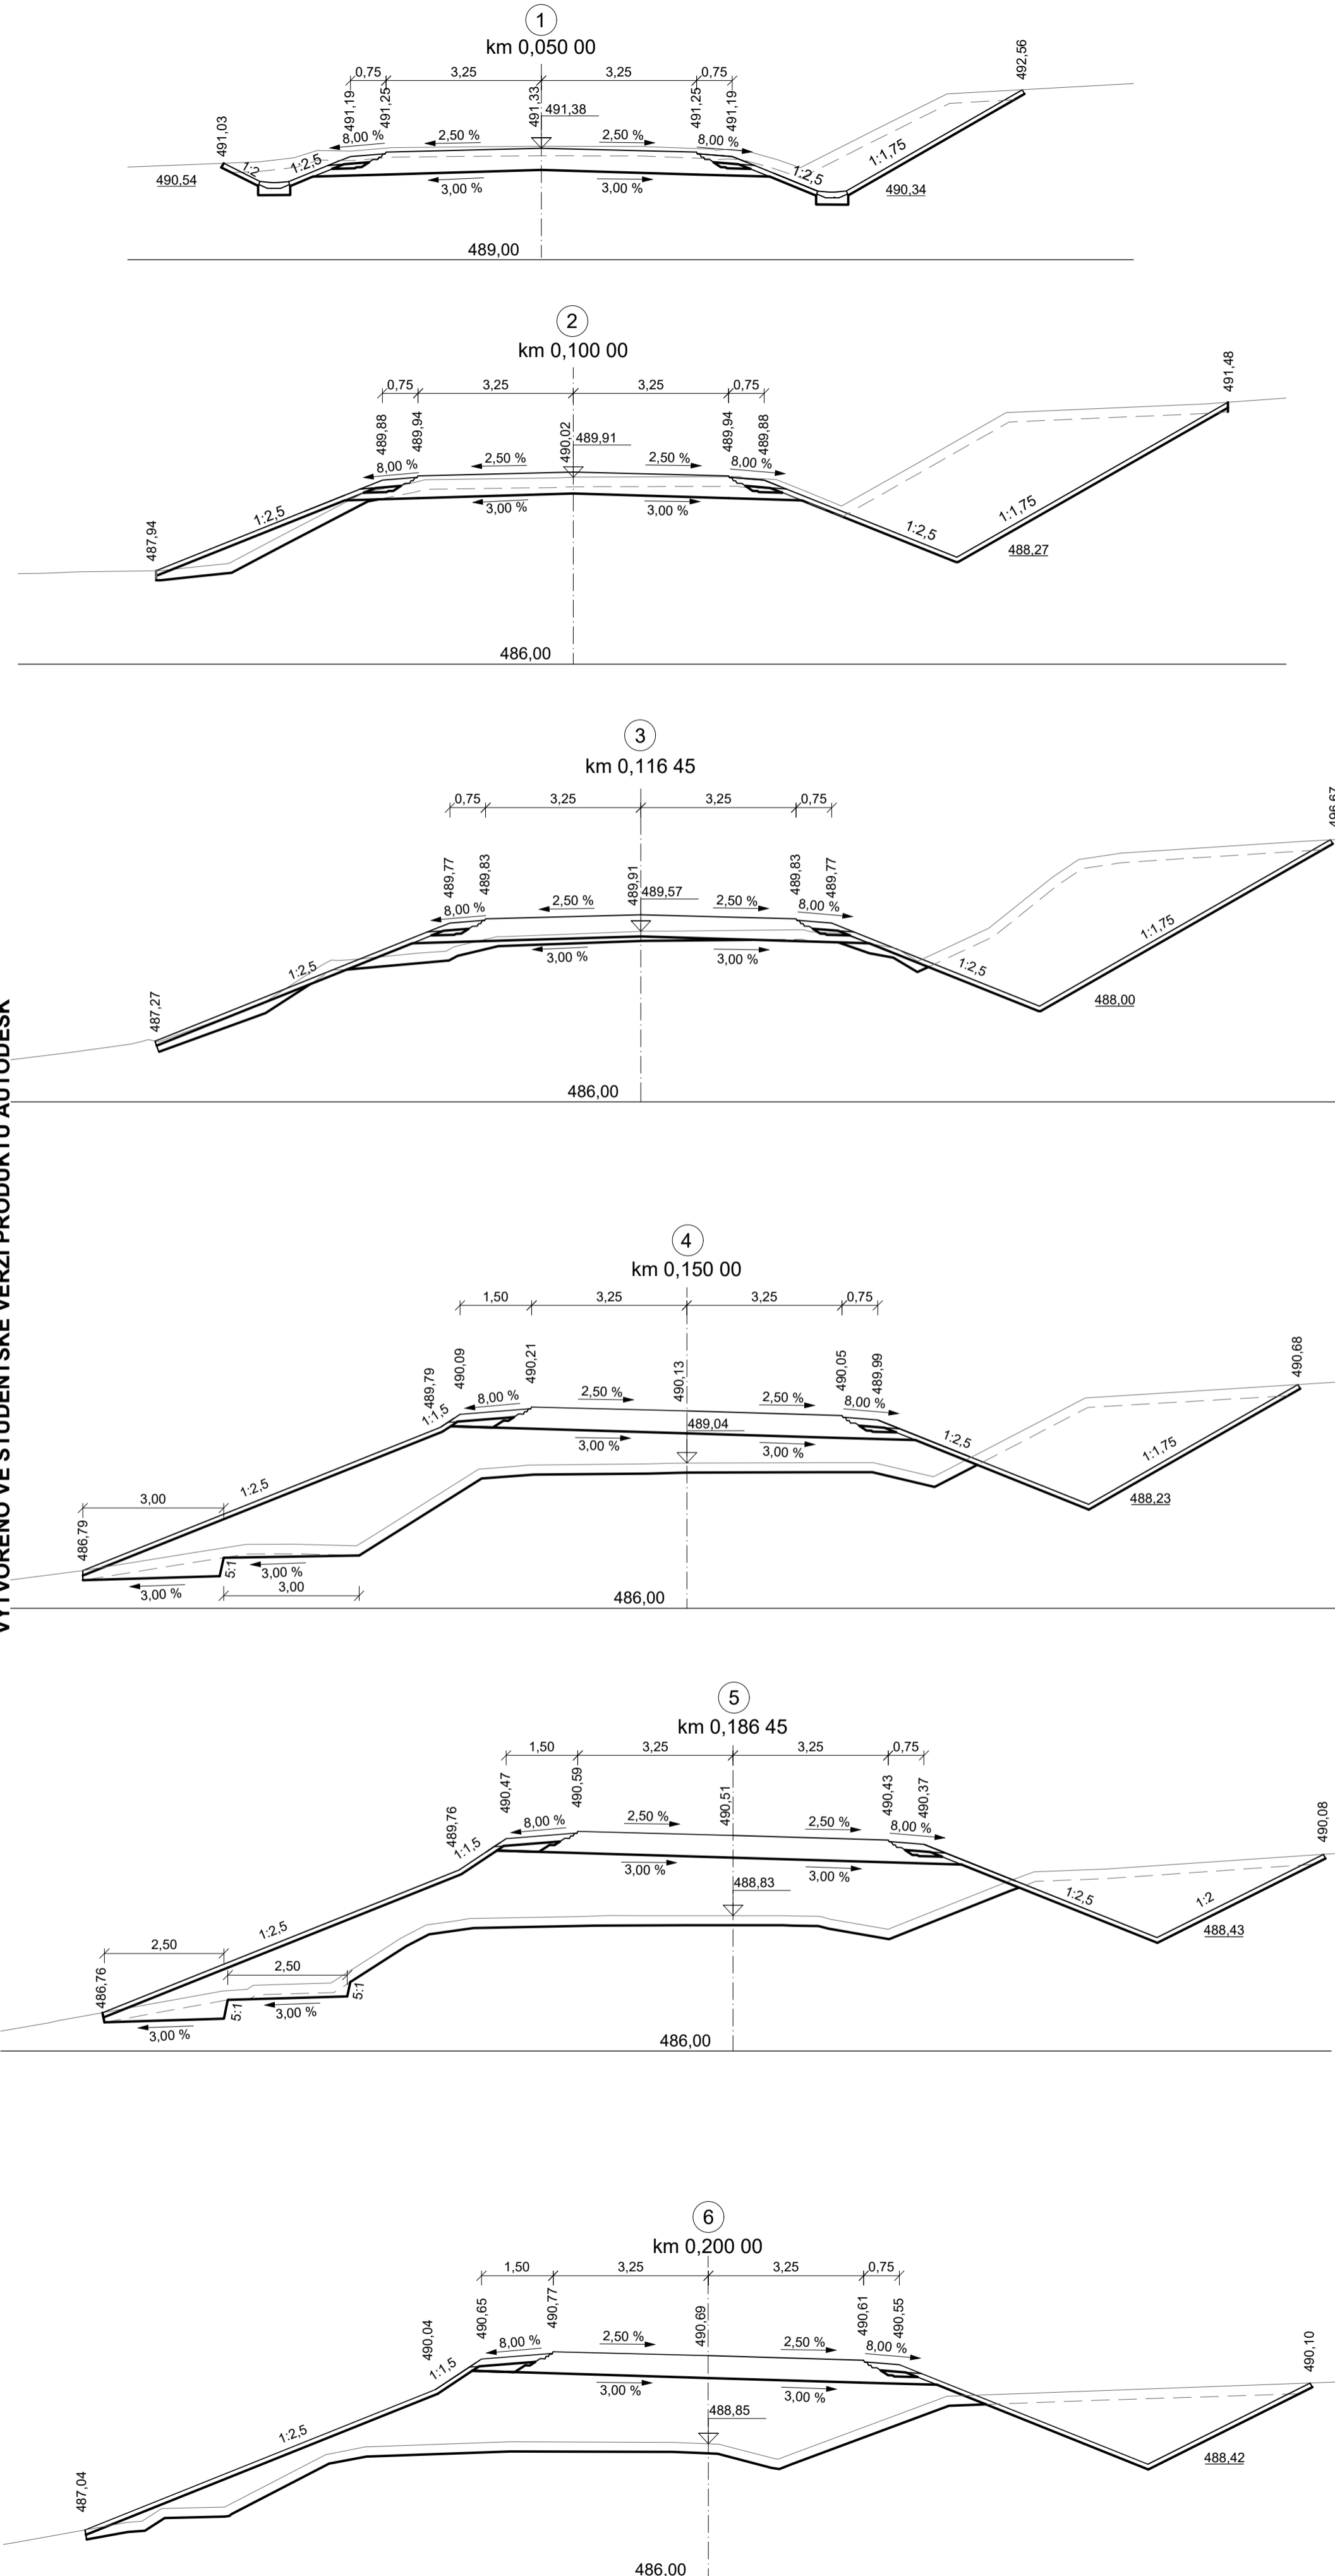 1
km 0,050 00
0,75 3,25 3,25 0,75
491,03 491,19 491,25 491,33 491,38 491,25 491,19 492,56
8,00 % 2,50 % 2,50 % 8,00 %
1:2 1:2,5 1:2,5 1:1,75
490,54 3,00 % 3,00 % 490,34
489,00
2
km 0,100 00
0,75 3,25 3,25 0,75
487,94 489,88 489,94 490,02 489,91 489,94 489,88 491,48
8,00 % 2,50 % 2,50 % 8,00 %
1:2,5 3,00 % 3,00 % 1:2,5 1:1,75
488,27
486,00
3
km 0,116 45
0,75 3,25 3,25 0,75
487,27 489,77 489,83 489,91 489,57 489,83 489,77
8,00 % 2,50 % 2,50 % 8,00 %
1:2,5 3,00 % 3,00 % 1:2,5 1:1,75
488,00
486,00
VYTVOŘENO VE STUDENTSKÉ VERZI PRODUKTU AUTODESK
4
km 0,150 00
1,50 3,25 3,25 0,75
486,79 489,79 490,09 490,21 490,13 490,05 489,99 490,68
8,00 % 2,50 % 2,50 % 8,00 %
1:1,5 489,04 1:2,5 1:1,75
3,00 % 3,00 %
3,00 1:2,5 488,23
5:1 3,00 %
3,00 % 3,00
486,00
5
km 0,186 45
1,50 3,25 3,25 0,75
486,76 489,76 490,47 490,59 490,51 490,43 490,37 490,08
8,00 % 2,50 % 2,50 % 8,00 %
1:1,5 3,00 % 3,00 %
488,83
2,50 1:2,5 1:2,5 1:2
488,43
2,50
5:1 3,00 % 5:1
3,00 %
486,00
6
km 0,200 00
1,50 3,25 3,25 0,75
487,04 490,04 490,65 490,77 490,69 490,61 490,55 490,10
8,00 % 2,50 % 2,50 % 8,00 %
1:1,5 3,00 % 3,00 %
488,85
1:2,5 488,42
486,00